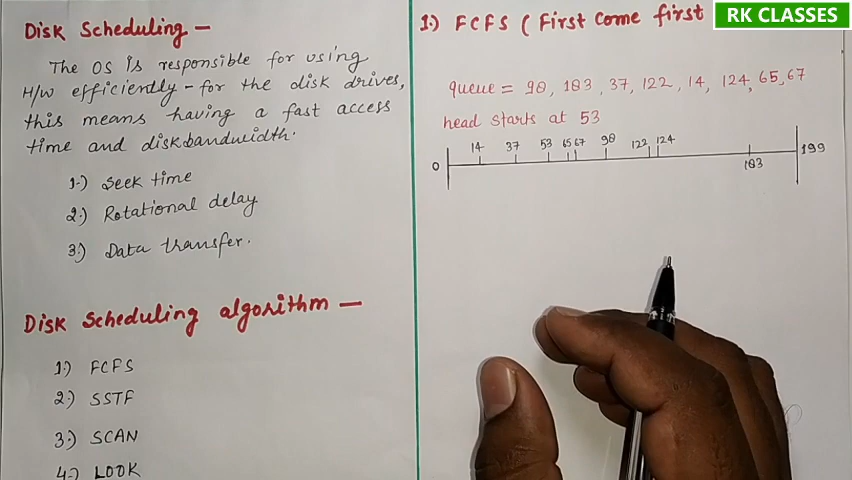 Disk Scheduling -
The OS is responsible for using
H/W efficiently - for the disk drives,
this means having a fast access
time and disk bandwidth.
1.) Seek time
2.) Rotational delay
3.) Data transfer.
Disk Scheduling algorithm -
1.) FCFS
2.) SSTF
3.) SCAN
4.) LOOK
1.) FCFS ( First Come first
RK CLASSES
queue = 98, 183, 37, 122, 14, 124, 65, 67
head starts at 53
0 14 37 53 65 67 98 122 124 183 199